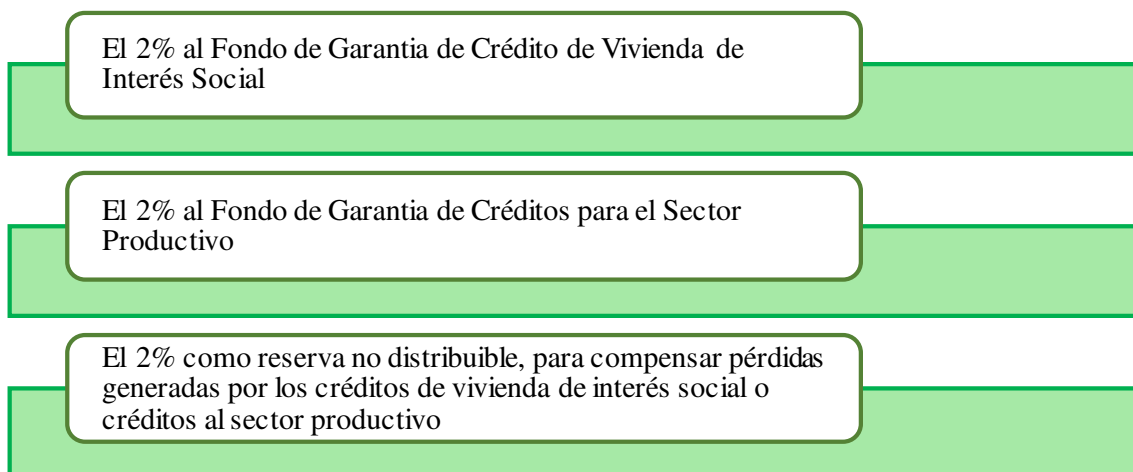 El 2% al Fondo de Garantia de Crédito de Vivienda de
Interés Social
El 2% al Fondo de Garantia de Créditos para el Sector
Productivo
El 2% como reserva no distribuible, para compensar pérdidas
generadas por los créditos de vivienda de interés social o
créditos al sector productivo